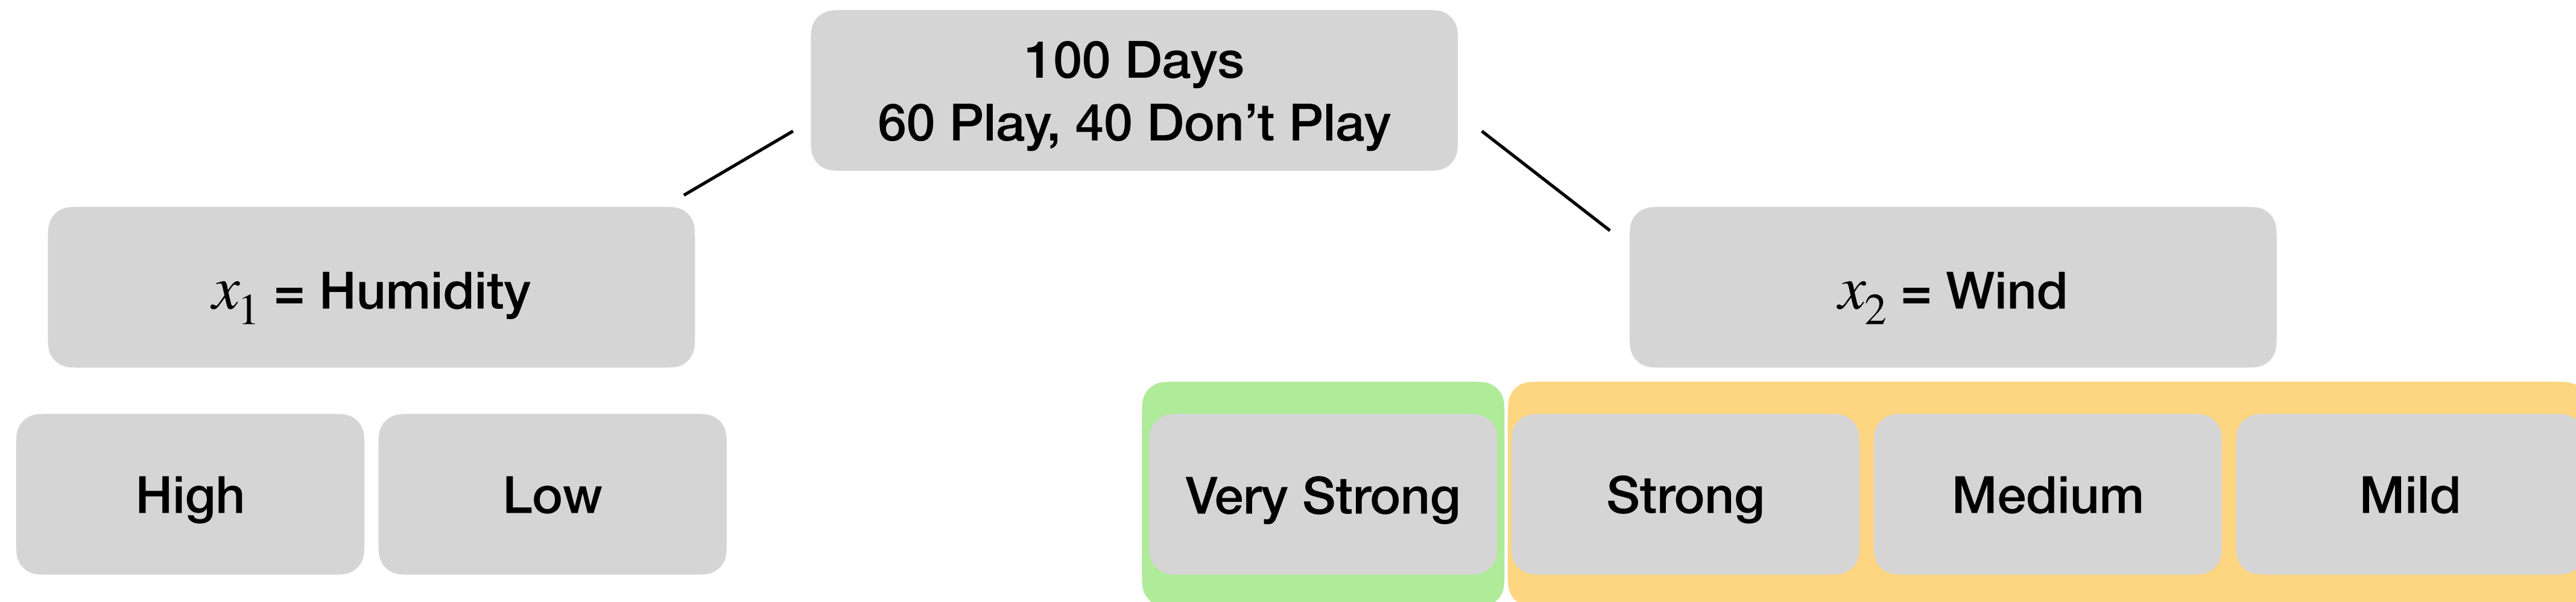 100 Days
60 Play, 40 Don’t Play
x₁ = Humidity
x₂ = Wind
High
Low
Very Strong
Strong
Medium
Mild